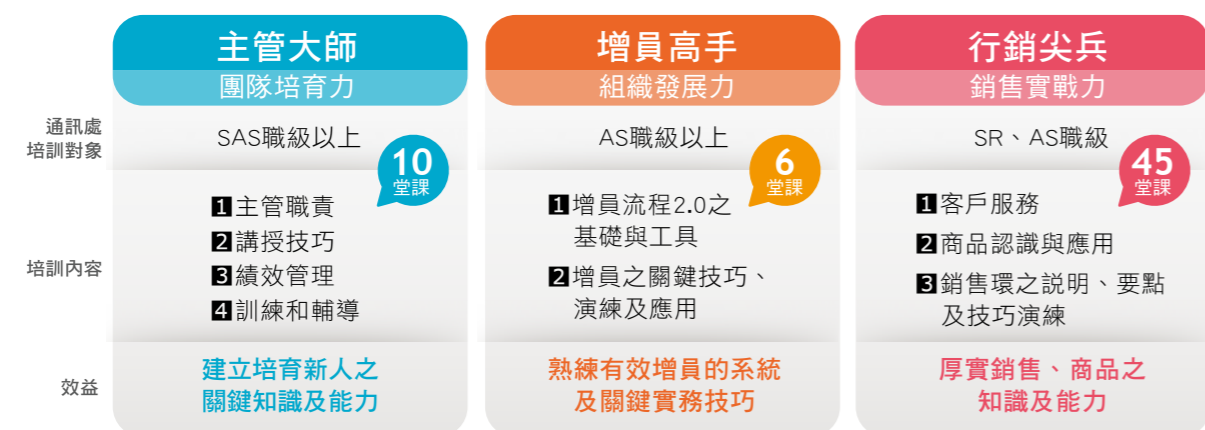 主管大師
團隊培育力
增員高手
組織發展力
行銷尖兵
銷售實戰力
通訊處
培訓對象
SAS職級以上
10
堂課
AS職級以上
6
堂課
SR、AS職級
45
堂課
培訓內容
1主管職責
2講授技巧
3績效管理
4訓練和輔導
1增員流程2.0之
基礎與工具
2增員之關鍵技巧、
演練及應用
1客戶服務
2商品認識與應用
3銷售環之説明、要點
及技巧演練
效益
建立培育新人之
關鍵知識及能力
熟練有效增員的系統
及關鍵實務技巧
厚實銷售、商品之
知識及能力